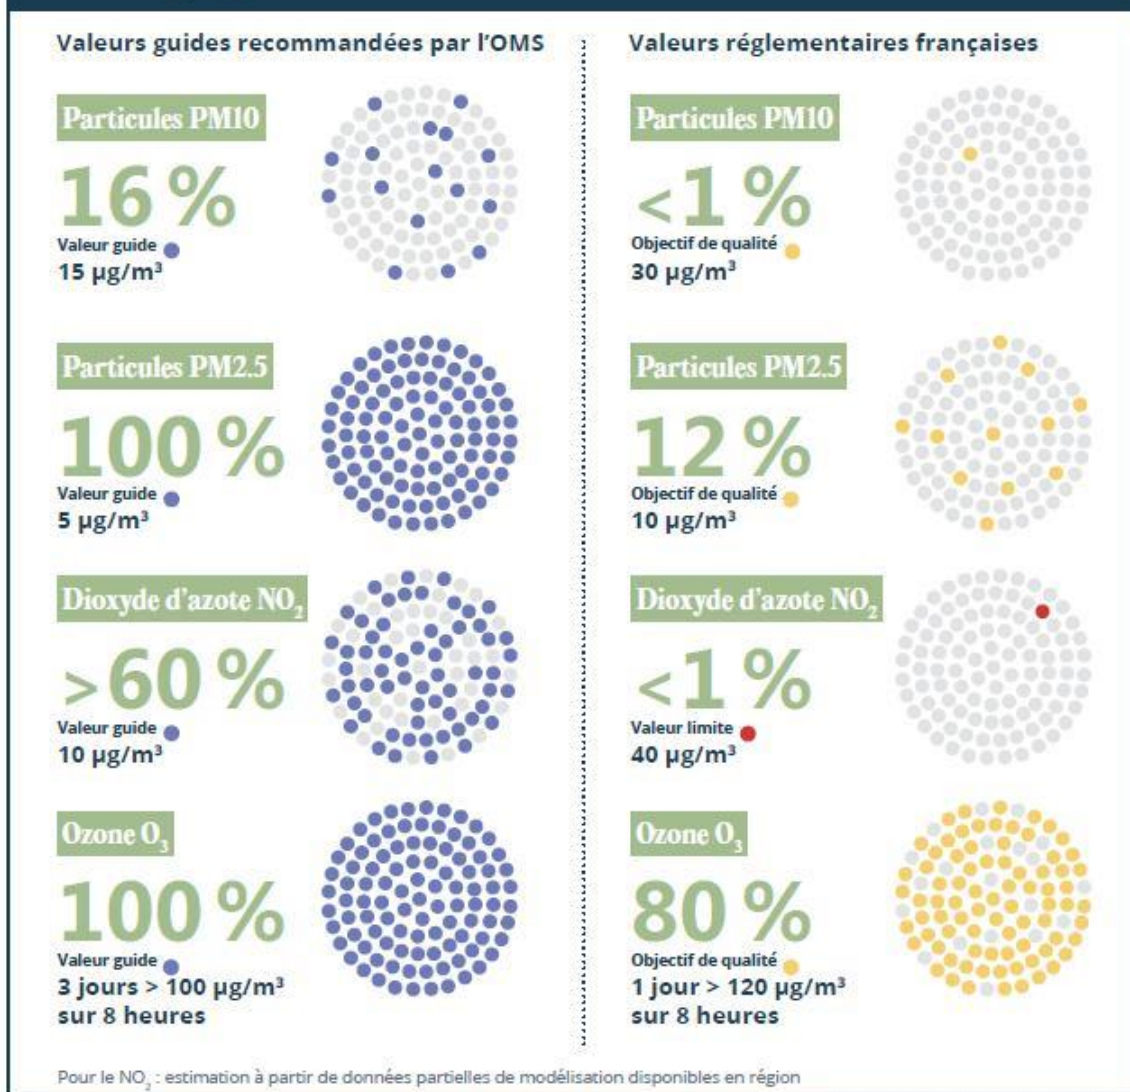 Valeurs guides recommandées par l'OMS
Particules PM10
16 %
Valeur guide
15 µg/m³
Particules PM2.5
100 %
Valeur guide
5 µg/m³
Dioxyde d'azote NO₂
>60 %
Valeur guide
10 µg/m³
Ozone O₃
100 %
Valeur guide
3 jours > 100 µg/m³
sur 8 heures
Valeurs réglementaires françaises
Particules PM10
<1 %
Objectif de qualité
30 µg/m³
Particules PM2.5
12 %
Objectif de qualité
10 µg/m³
Dioxyde d'azote NO₂
<1 %
Valeur limite
40 µg/m³
Ozone O₃
80 %
Objectif de qualité
1 jour > 120 µg/m³
sur 8 heures
Pour le NO₂ : estimation à partir de données partielles de modélisation disponibles en région